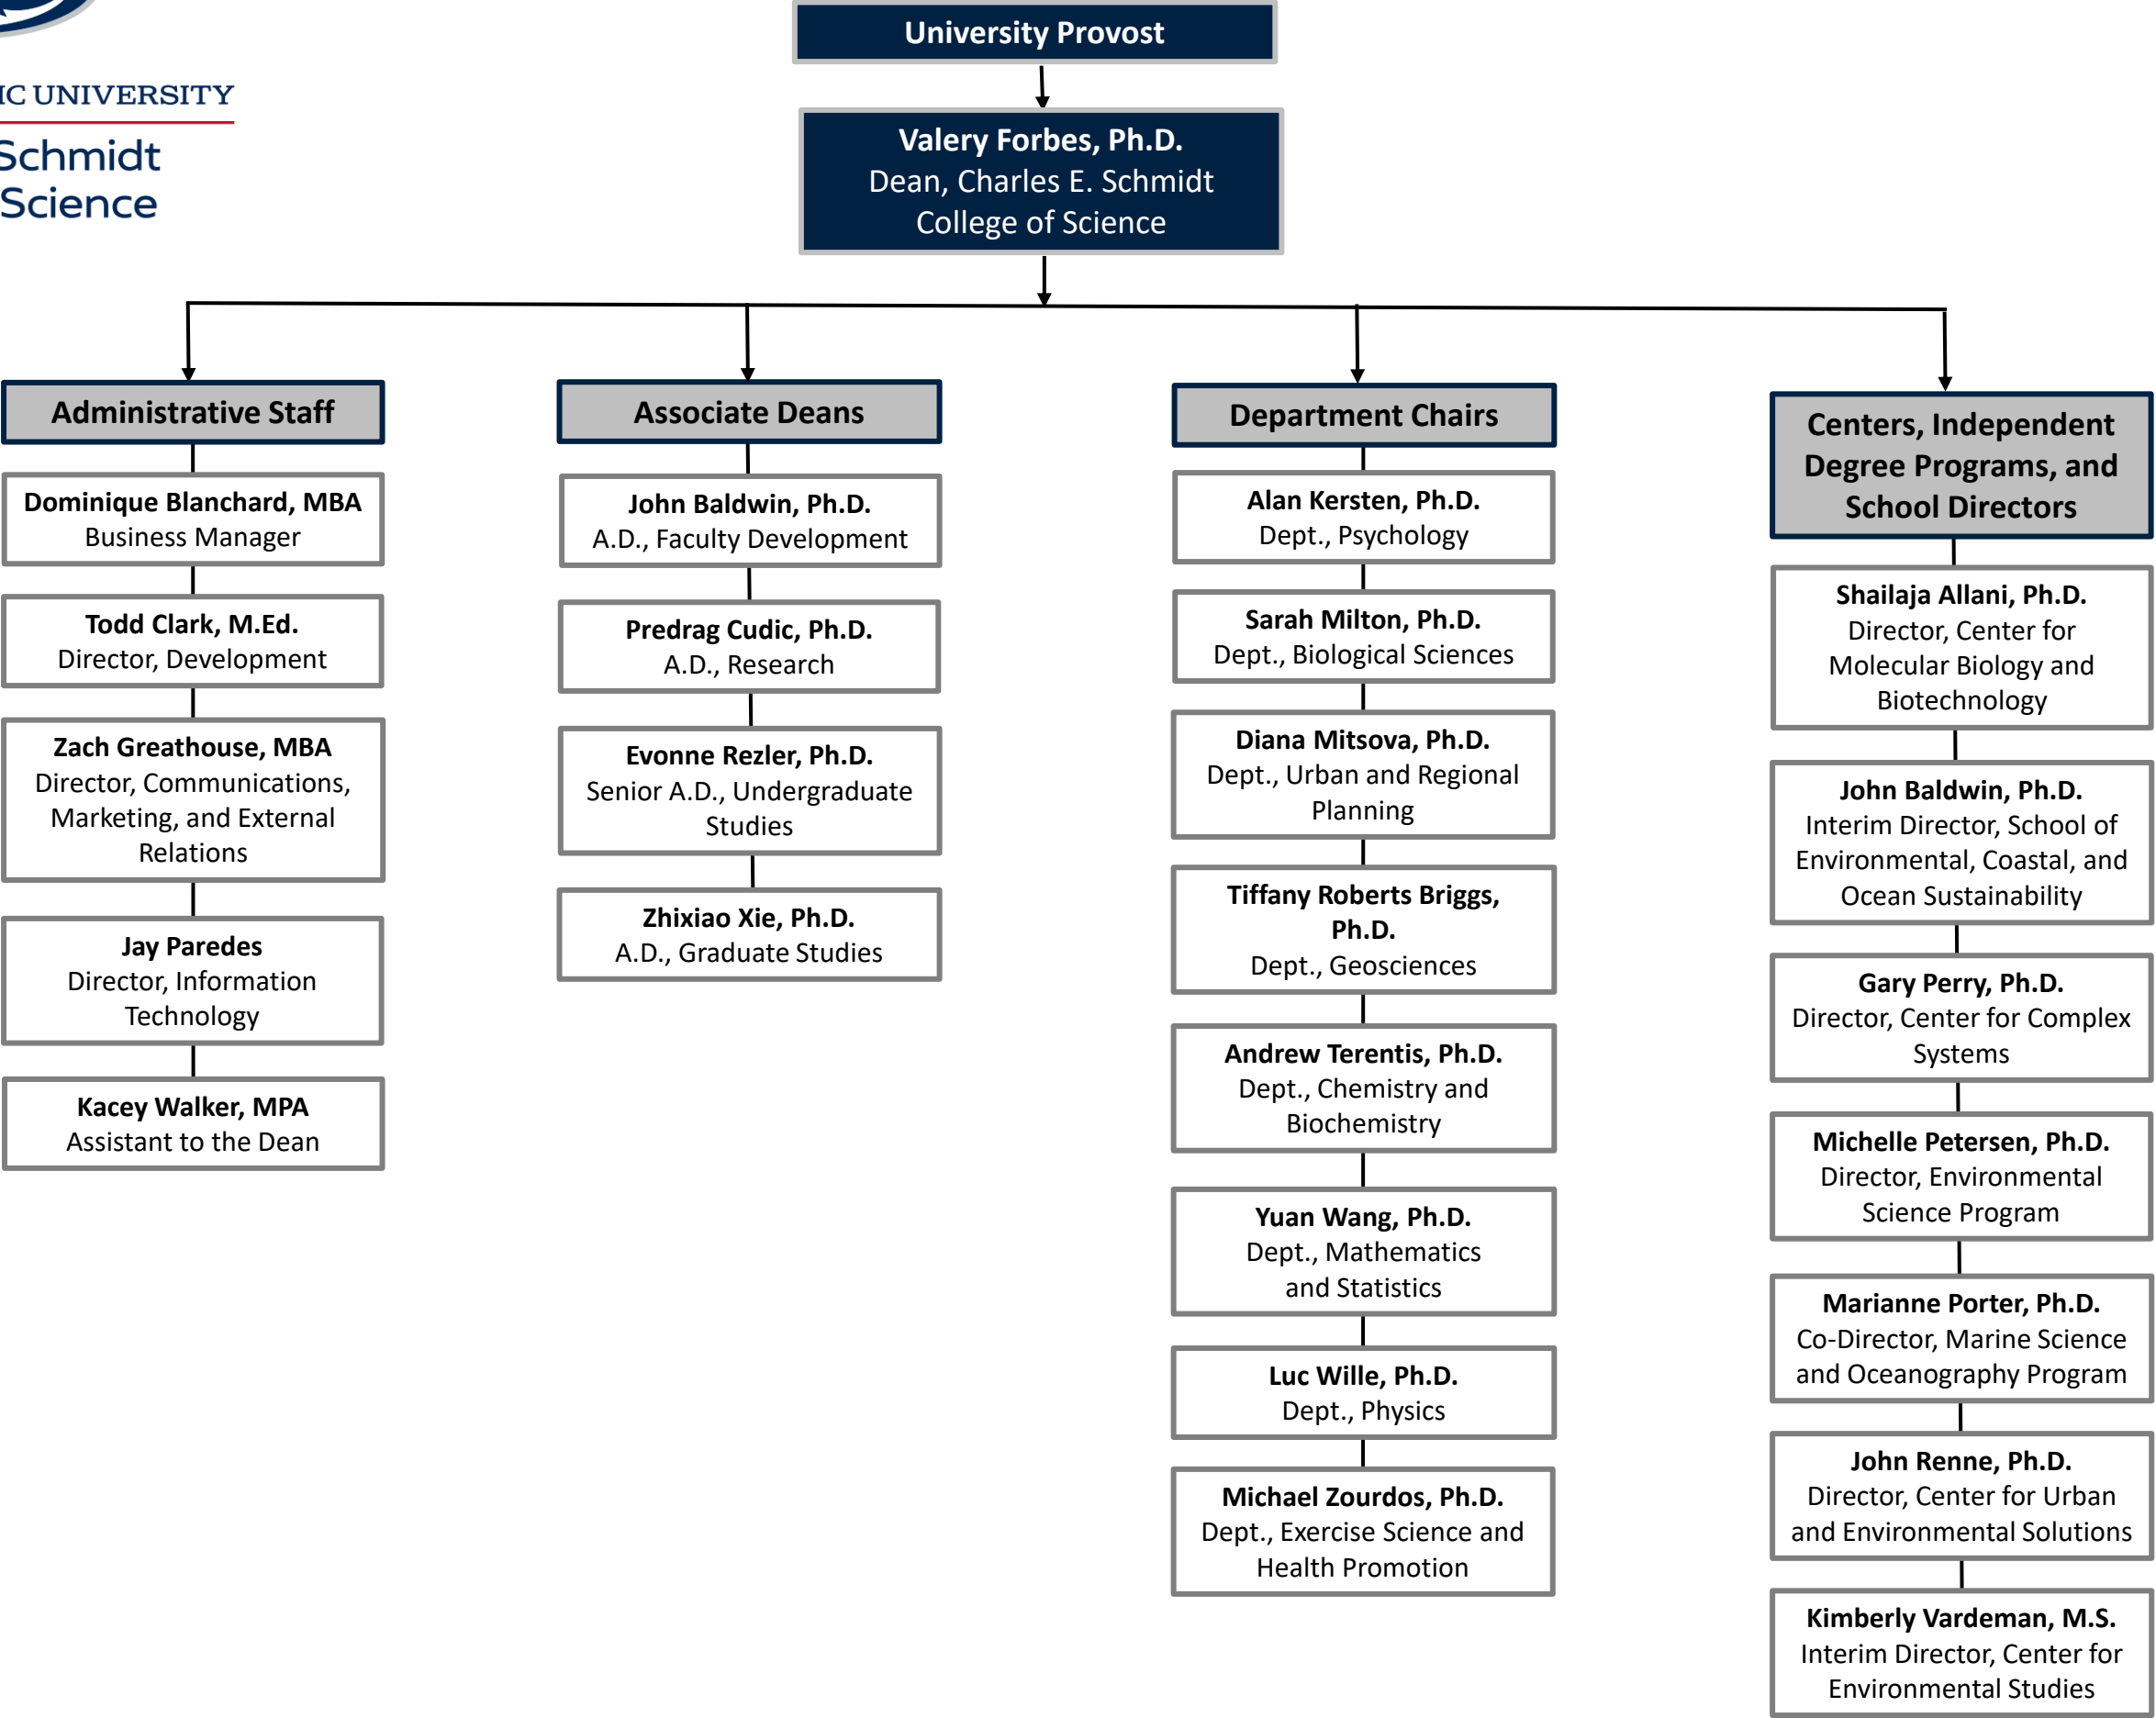 UNIVERSITY
Schmidt
Science
University Provost
Valery Forbes, Ph.D.
Dean, Charles E. Schmidt
College of Science
Administrative Staff
Dominique Blanchard, MBA
Business Manager
Todd Clark, M.Ed.
Director, Development
Zach Greathouse, MBA
Director, Communications,
Marketing, and External
Relations
Jay Paredes
Director, Information
Technology
Kacey Walker, MPA
Assistant to the Dean
Associate Deans
John Baldwin, Ph.D.
A.D., Faculty Development
Predrag Cudic, Ph.D.
A.D., Research
Evonne Rezler, Ph.D.
Senior A.D., Undergraduate
Studies
Zhixiao Xie, Ph.D.
A.D., Graduate Studies
Department Chairs
Alan Kersten, Ph.D.
Dept., Psychology
Sarah Milton, Ph.D.
Dept., Biological Sciences
Diana Mitsova, Ph.D.
Dept., Urban and Regional
Planning
Tiffany Roberts Briggs,
Ph.D.
Dept., Geosciences
Andrew Terentis, Ph.D.
Dept., Chemistry and
Biochemistry
Yuan Wang, Ph.D.
Dept., Mathematics
and Statistics
Luc Wille, Ph.D.
Dept., Physics
Michael Zourdos, Ph.D.
Dept., Exercise Science and
Health Promotion
Centers, Independent
Degree Programs, and
School Directors
Shailaja Allani, Ph.D.
Director, Center for
Molecular Biology and
Biotechnology
John Baldwin, Ph.D.
Interim Director, School of
Environmental, Coastal, and
Ocean Sustainability
Gary Perry, Ph.D.
Director, Center for Complex
Systems
Michelle Petersen, Ph.D.
Director, Environmental
Science Program
Marianne Porter, Ph.D.
Co-Director, Marine Science
and Oceanography Program
John Renne, Ph.D.
Director, Center for Urban
and Environmental Solutions
Kimberly Vardeman, M.S.
Interim Director, Center for
Environmental Studies